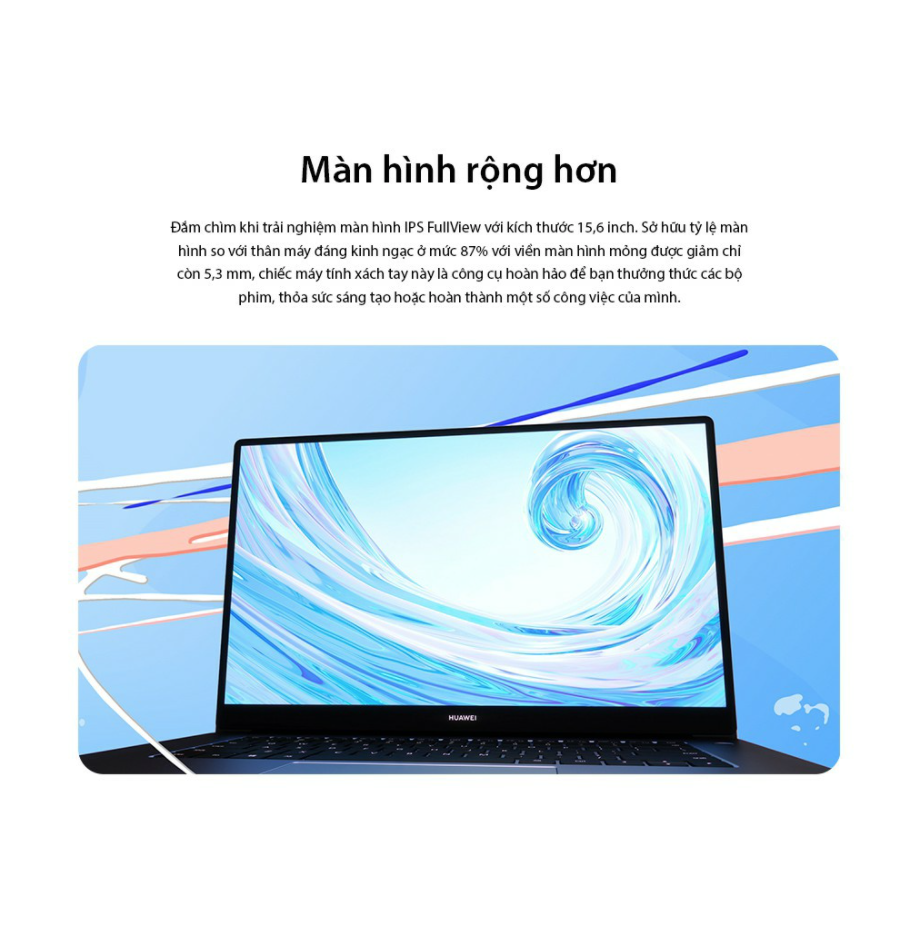 Màn hình rộng hơn
Đắm chìm khi trải nghiệm màn hình IPS FullView với kích thước 15,6 inch. Sở hữu tỷ lệ màn
hình so với thân máy đáng kinh ngạc ở mức 87% với viền màn hình mỏng được giảm chỉ
còn 5,3 mm, chiếc máy tính xách tay này là công cụ hoàn hảo để bạn thưởng thức các bộ
phim, thỏa sức sáng tạo hoặc hoàn thành một số công việc của mình.
HUAWEI